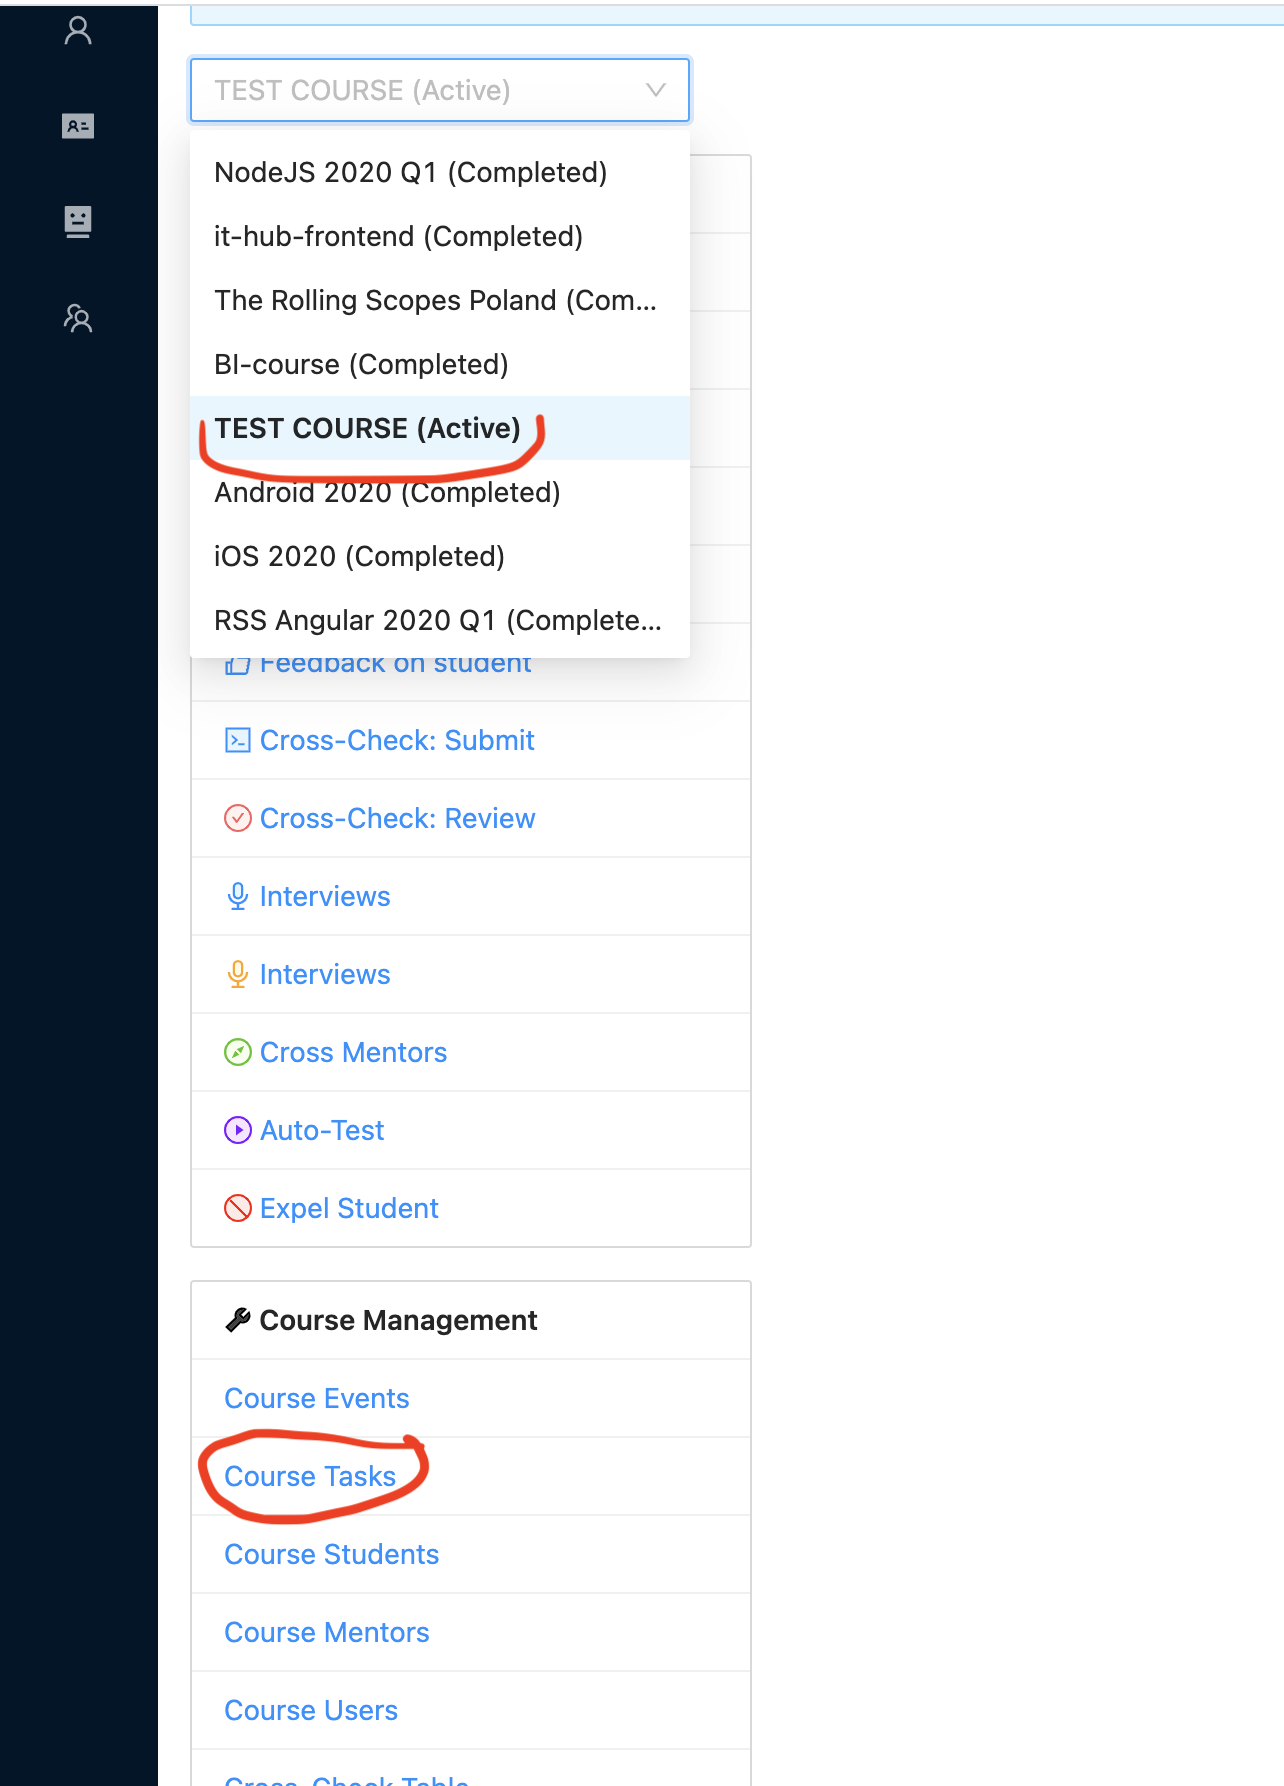 TEST COURSE (Active)
NodeJS 2020 Q1 (Completed)
it-hub-frontend (Completed)
The Rolling Scopes Poland (Com...
BI-course (Completed)
TEST COURSE (Active)
Android 2020 (Completed)
iOS 2020 (Completed)
RSS Angular 2020 Q1 (Complete...
Feedback on student
Cross-Check: Submit
Cross-Check: Review
Interviews
Interviews
Cross Mentors
Auto-Test
Expel Student
Course Management
Course Events
Course Tasks
Course Students
Course Mentors
Course Users
Cross-Check Table